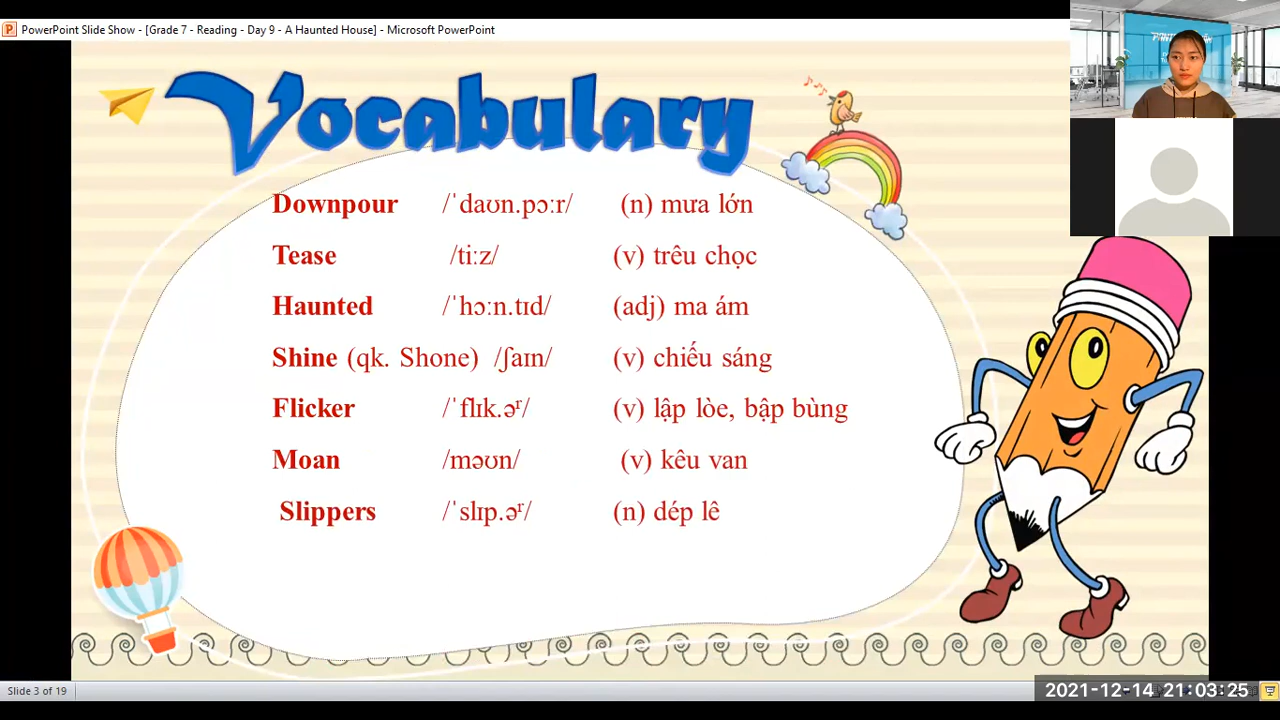 PowerPoint Slide Show - [Grade 7 - Reading - Day 9 - A Haunted House] - Microsoft PowerPoint
Vocabulary
Downpour /ˈdaʊn.pɔːr/ (n) mưa lớn
Tease /tiːz/ (v) trêu chọc
Haunted /ˈhɔːn.tɪd/ (adj) ma ám
Shine (qk. Shone) /ʃaɪn/ (v) chiếu sáng
Flicker /ˈflɪk.əʳ/ (v) lập lòe, bập bùng
Moan /məʊn/ (v) kêu van
Slippers /ˈslɪp.əʳ/ (n) dép lê
Slide 3 of 19
2021-12-14 21:03:25